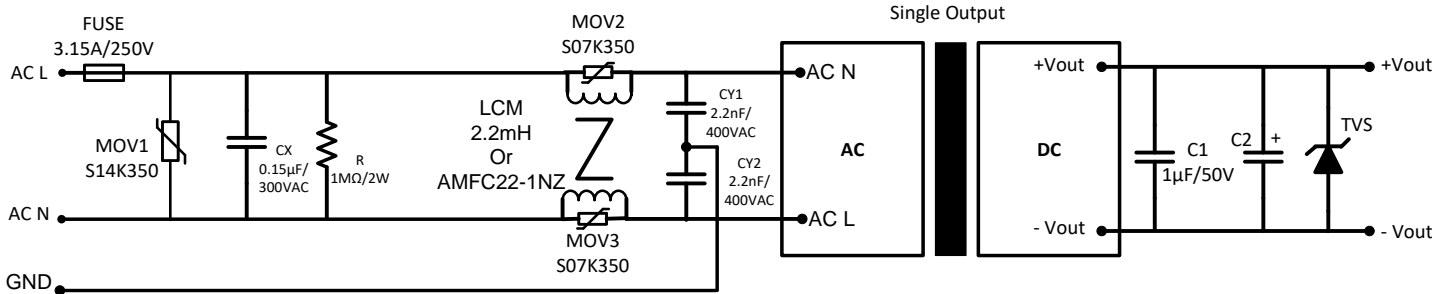 Single Output
FUSE
3.15A/250V
MOV2
S07K350
AC L
AC N
+Vout
+Vout
CY1
2.2nF/
400VAC
LCM
2.2mH
Or
AMFC22-1NZ
MOV1
S14K350
CX
0.15µF/
300VAC
R
1MΩ/2W
CY2
2.2nF/
400VAC
AC
DC
C1
1µF/50V
C2
+
TVS
AC N
AC L
- Vout
- Vout
MOV3
S07K350
GND